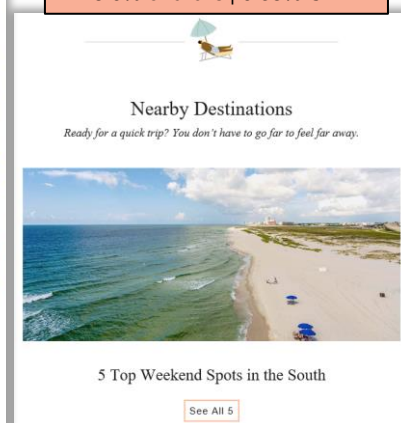 Nearby Destinations
Ready for a quick trip? You don't have to go far to feel far away.
5 Top Weekend Spots in the South
See All 5